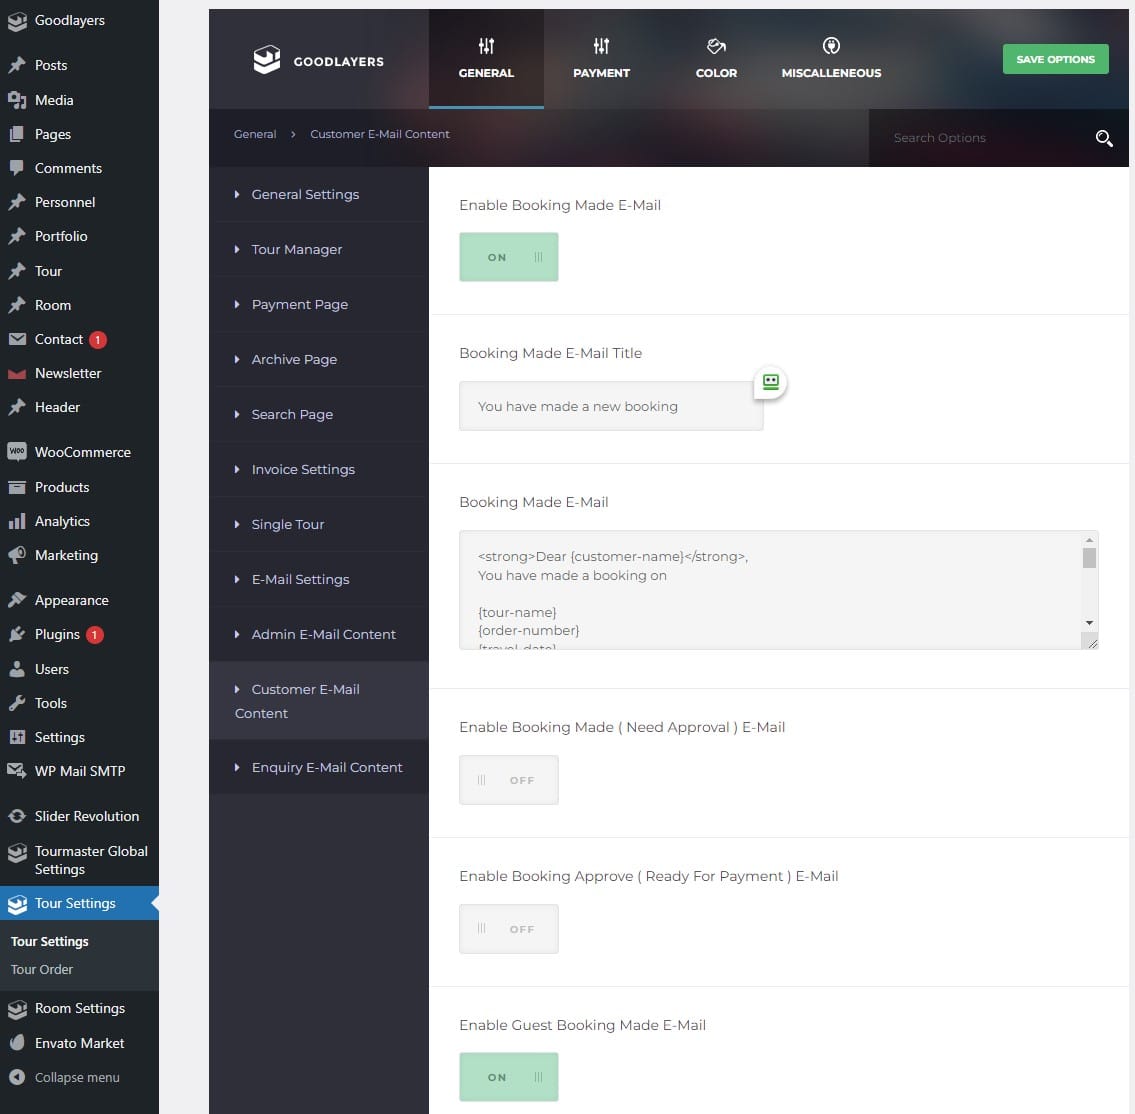 Goodlayers
Posts
Media
Pages
Comments
Personnel
Portfolio
Tour
Room
Contact 1
Newsletter
Header
WooCommerce
Products
Analytics
Marketing
Appearance
Plugins 1
Users
Tools
Settings
WP Mail SMTP
Slider Revolution
Tourmaster Global
Settings
Tour Settings
Tour Settings
Tour Order
Room Settings
Envato Market
Collapse menu
GOODLAYERS
GENERAL
PAYMENT
COLOR
MISCALLENEOUS
SAVE OPTIONS
General > Customer E-Mail Content
Search Options
General Settings
Tour Manager
Payment Page
Archive Page
Search Page
Invoice Settings
Single Tour
E-Mail Settings
Admin E-Mail Content
Customer E-Mail
Content
Enquiry E-Mail Content
Enable Booking Made E-Mail
ON
Booking Made E-Mail Title
You have made a new booking
Booking Made E-Mail
<strong>Dear {customer-name}</strong>,
You have made a booking on
{tour-name}
{order-number}
{travel-date}
Enable Booking Made ( Need Approval ) E-Mail
OFF
Enable Booking Approve ( Ready For Payment ) E-Mail
OFF
Enable Guest Booking Made E-Mail
ON